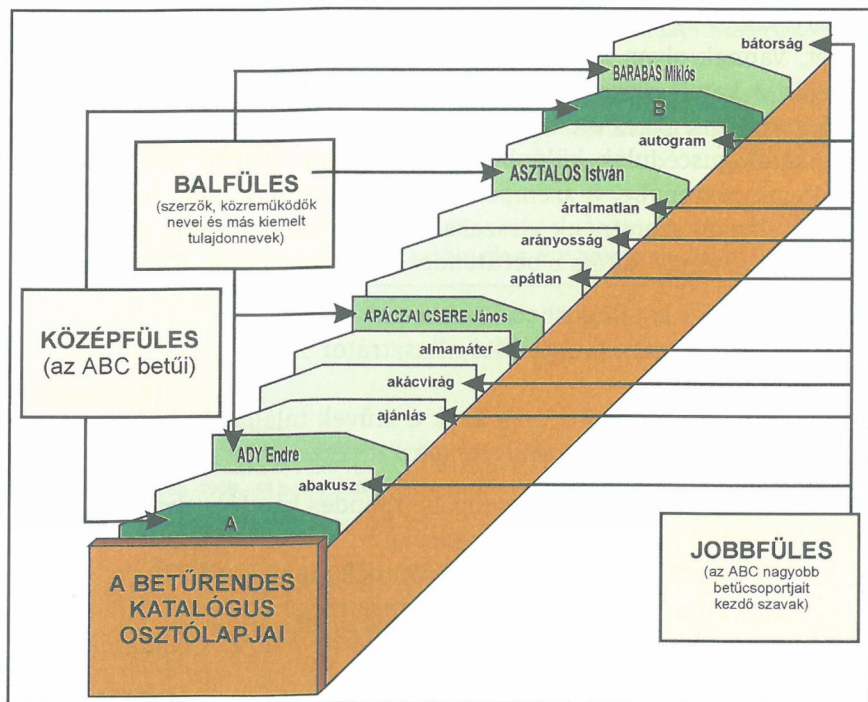 bátorság
BARABÁS Miklós
B
autogram
ASZTALOS István
ártalmatlan
arányosság
apátlan
APÁCZAI CSERE János
almamáter
akácvirág
ajánlás
ADY Endre
abakusz
A
BALFÜLES
(szerzők, közreműködők
nevei és más kiemelt
tulajdonnevek)
KÖZÉPFÜLES
(az ABC betűi)
JOBBFÜLES
(az ABC nagyobb
betűcsoportjait
kezdő szavak)
A BETŰRENDES
KATALÓGUS
OSZTÓLAPJAI